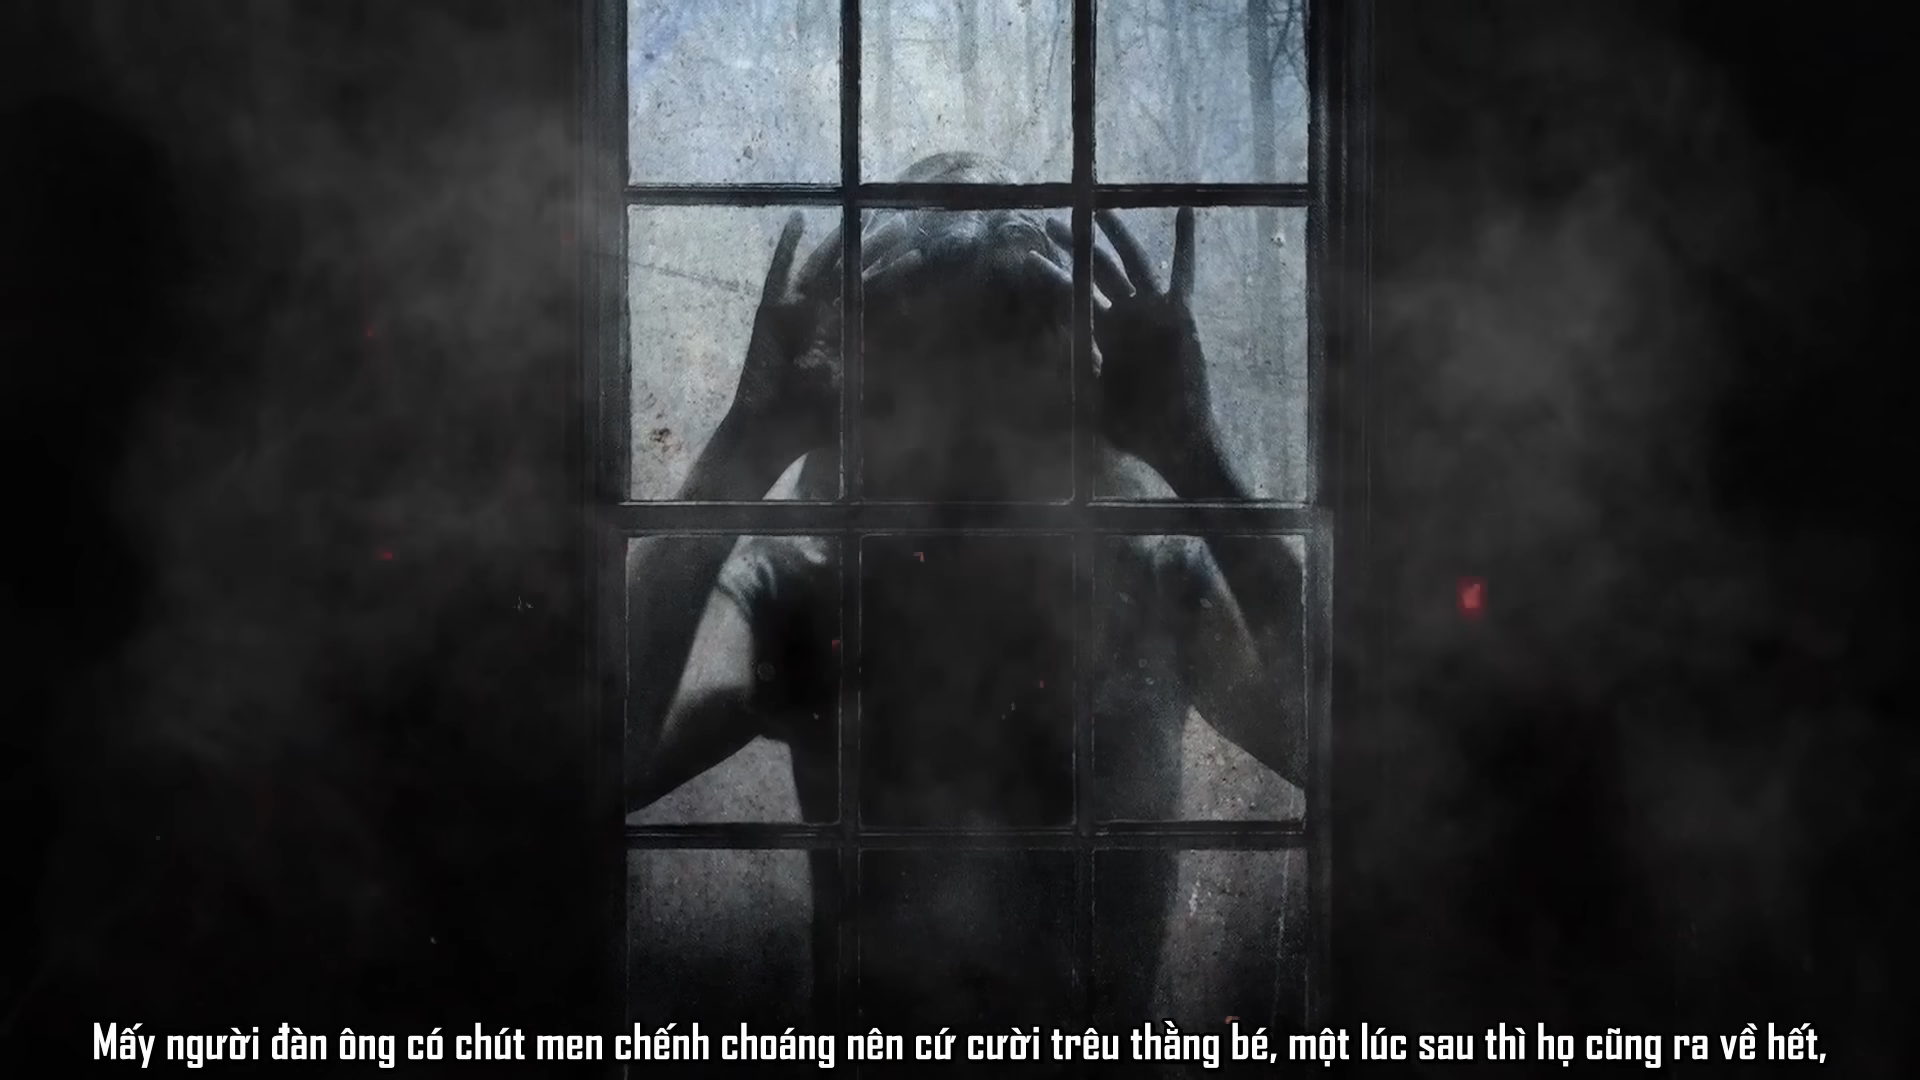 Mấy người đàn ông có chút men chếnh choáng nên cứ cười trêu thằng bé, một lúc sau thì họ cũng ra về hết,